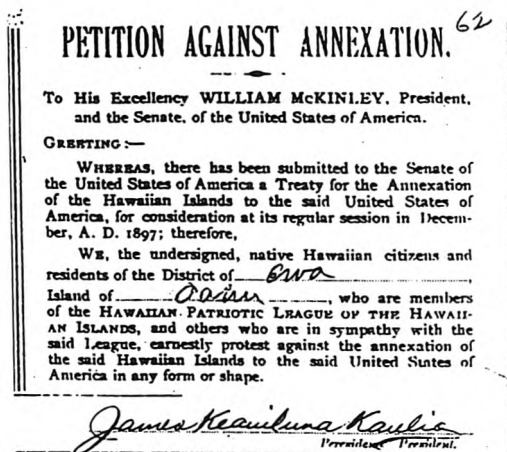 62
PETITION AGAINST ANNEXATION.
To His Excellency WILLIAM McKINLEY, President,
and the Senate, of the United States of America.
GREETING :—
WHEREAS, there has been submitted to the Senate of
the United States of America a Treaty for the Annexation
of the Hawaiian Islands to the said United States of
America, for consideration at its regular session in Decem-
ber, A. D. 1897; therefore,
WE, the undersigned, native Hawaiian citizens and
residents of the District of Ewa
Island of , who are members
of the HAWAIIAN PATRIOTIC LEAGUE OF THE HAWAII-
AN ISLANDS, and others who are in sympathy with the
said League, earnestly protest against the annexation of
the said Hawaiian Islands to the said United States of
America in any form or shape.
James Keauiluna Kaulia
President.